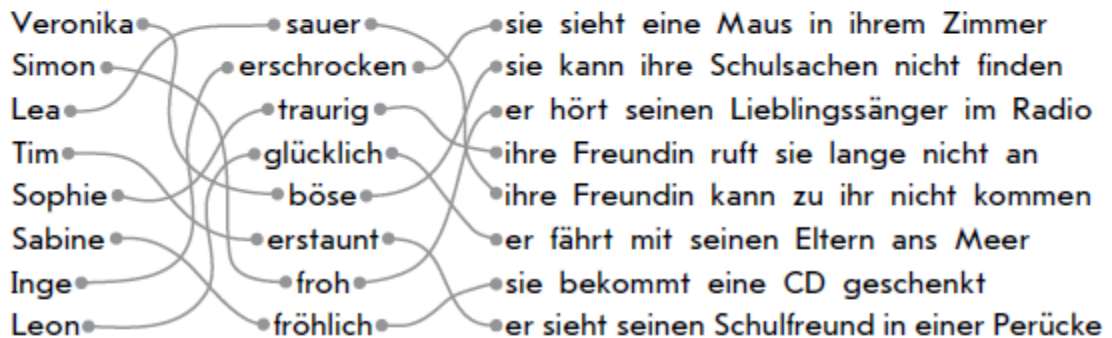 Veronika sauer sie sieht eine Maus in ihrem Zimmer
Simon erschrocken sie kann ihre Schulsachen nicht finden
Lea traurig er hört seinen Lieblingssänger im Radio
Tim glücklich ihre Freundin ruft sie lange nicht an
Sophie böse ihre Freundin kann zu ihr nicht kommen
Sabine erstaunt er fährt mit seinen Eltern ans Meer
Inge froh sie bekommt eine CD geschenkt
Leon fröhlich er sieht seinen Schulfreund in einer Perücke